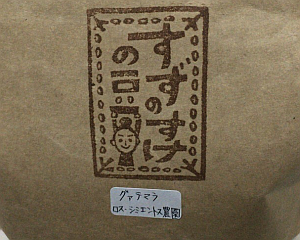 すずのすけ
の豆
グァテマラ
ロス・シミエントス農園